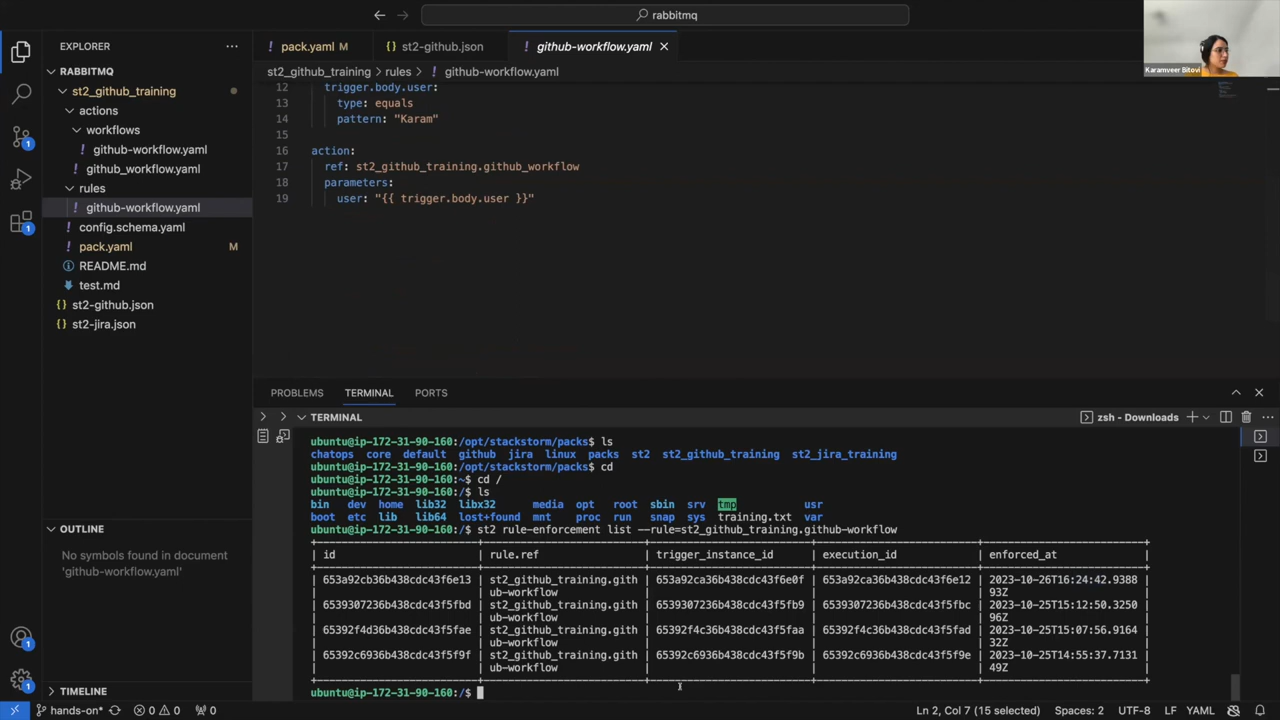 rabbitmq
Karamveer Bitovi
EXPLORER
pack.yaml M
st2-github.json
github-workflow.yaml
RABBITMQ
st2_github_training
actions
workflows
github-workflow.yaml
github_workflow.yaml
rules
github-workflow.yaml
config.schema.yaml
pack.yaml M
README.md
test.md
st2-github.json
st2-jira.json
OUTLINE
No symbols found in document
'github-workflow.yaml'
TIMELINE
1
1
1
st2_github_training > rules > github-workflow.yaml
12 trigger.body.user:
13 type: equals
14 pattern: "Karam"
15
16 action:
17 ref: st2_github_training.github_workflow
18 parameters:
19 user: "{{ trigger.body.user }}"
PROBLEMS TERMINAL PORTS
TERMINAL
zsh - Downloads
ubuntu@ip-172-31-90-160:/opt/stackstorm/packs$ ls
chatops core default github jira linux packs st2 st2_github_training st2_jira_training
ubuntu@ip-172-31-90-160:/opt/stackstorm/packs$ cd
ubuntu@ip-172-31-90-160:~$ cd /
ubuntu@ip-172-31-90-160:/$ ls
bin dev home lib32 libx32 media opt root sbin srv tmp usr
boot etc lib lib64 lost+found mnt proc run snap sys training.txt var
ubuntu@ip-172-31-90-160:/$ st2 rule-enforcement list --rule=st2_github_training.github-workflow
| id | rule.ref | trigger_instance_id | execution_id | enforced_at |
| 653a92cb36b438cdc43f6e13 | st2_github_training.gith | 653a92ca36b438cdc43f6e0f | 653a92ca36b438cdc43f6e12 | 2023-10-26T16:24:42.9388 |
| | ub-workflow | | | 93Z |
| 6539307236b438cdc43f5fbd | st2_github_training.gith | 6539307236b438cdc43f5fb9 | 6539307236b438cdc43f5fbc | 2023-10-25T15:12:50.3250 |
| | ub-workflow | | | 96Z |
| 65392f4d36b438cdc43f5fae | st2_github_training.gith | 65392f4c36b438cdc43f5faa | 65392f4c36b438cdc43f5fad | 2023-10-25T15:07:56.9164 |
| | ub-workflow | | | 32Z |
| 65392c6936b438cdc43f5f9f | st2_github_training.gith | 65392c6936b438cdc43f5f9b | 65392c6936b438cdc43f5f9e | 2023-10-25T14:55:37.7131 |
| | ub-workflow | | | 49Z |
ubuntu@ip-172-31-90-160:/$
hands-on* 0 0 0
Ln 2, Col 7 (15 selected) Spaces: 2 UTF-8 LF YAML